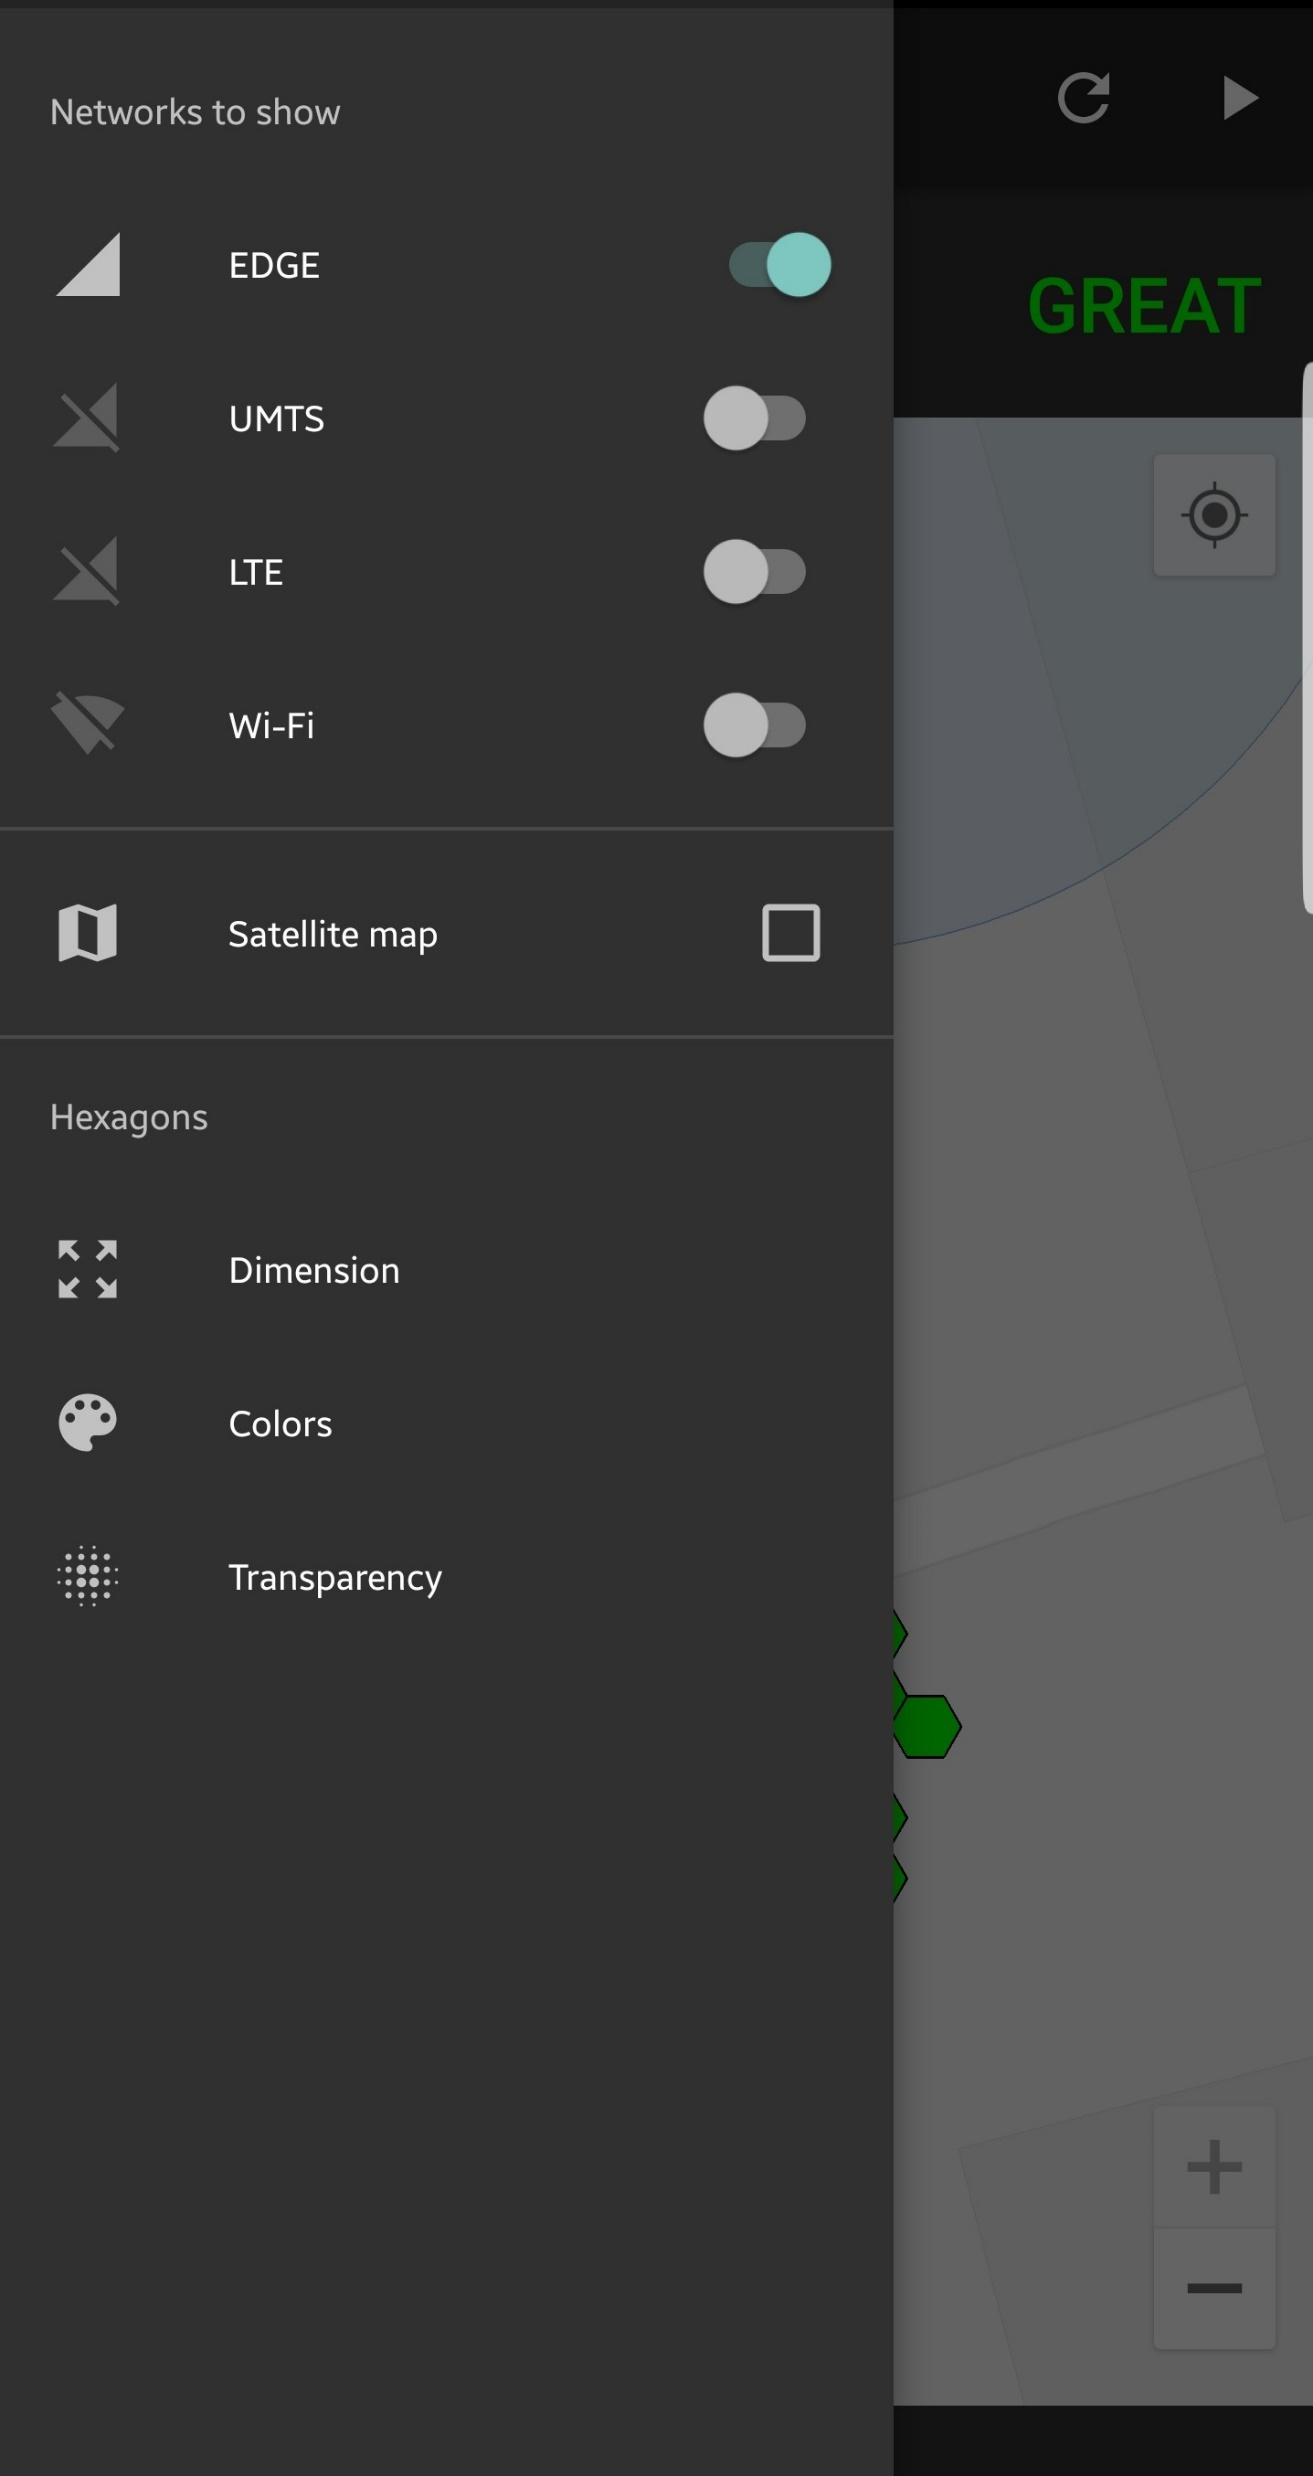 Networks to show
EDGE
GREAT
UMTS
LTE
Wi-Fi
Satellite map
Hexagons
Dimension
Colors
Transparency